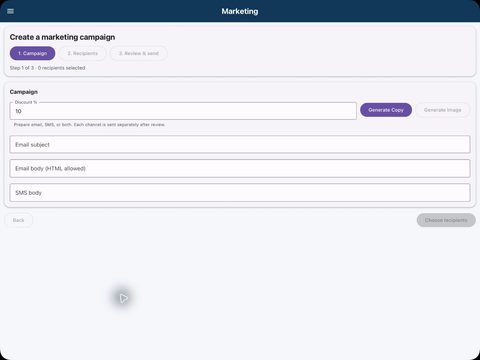 Marketing
Create a marketing campaign
1. Campaign
2. Recipients
3. Review & send
Step 1 of 3 · 0 recipients selected
Campaign
Discount %
10
Generate Copy
Generate Image
Prepare email, SMS, or both. Each channel is sent separately after review.
Email subject
Email body (HTML allowed)
SMS body
Back
Choose recipients